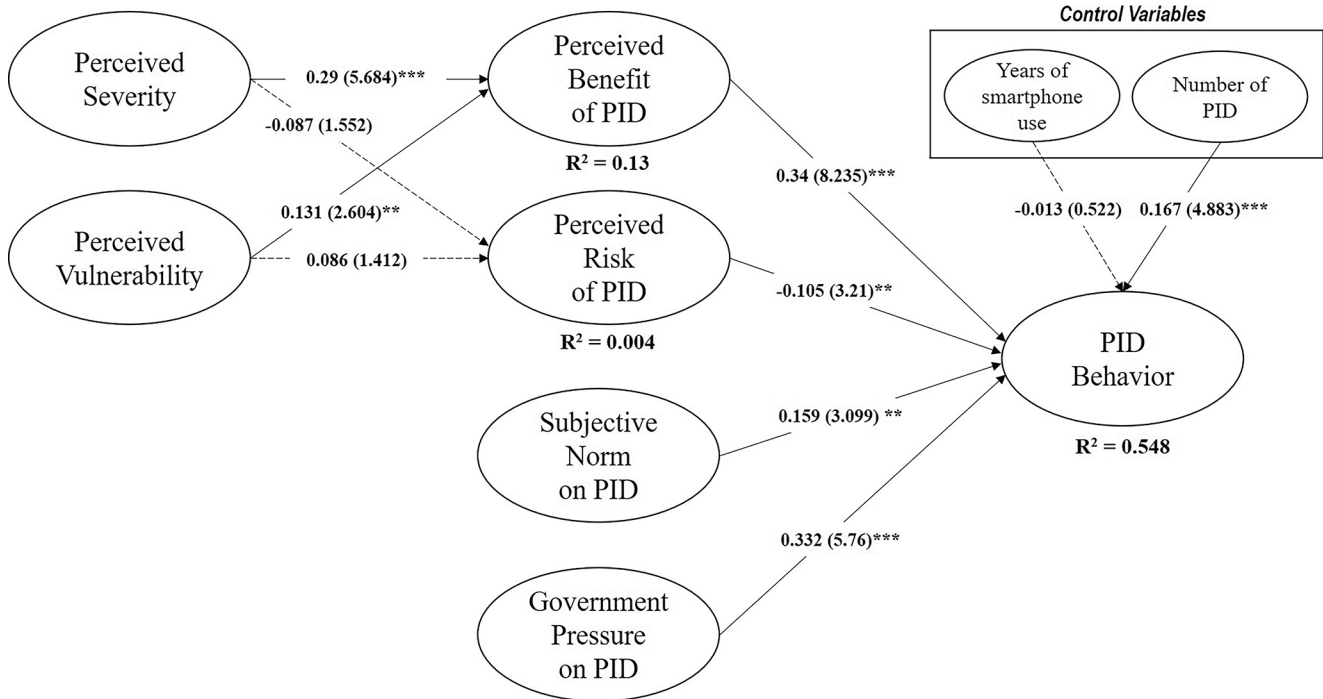 Control Variables
Perceived
Severity
0.29 (5.684)***
-0.087 (1.552)
Perceived
Benefit
of PID
R² = 0.13
Years of
smartphone
use
Number of
PID
0.34 (8.235)***
-0.013 (0.522)
0.167 (4.883)***
Perceived
Vulnerability
0.131 (2.604)**
0.086 (1.412)
Perceived
Risk
of PID
R² = 0.004
-0.105 (3.21)**
PID
Behavior
R² = 0.548
Subjective
Norm
on PID
0.159 (3.099) **
Government
Pressure
on PID
0.332 (5.76)***